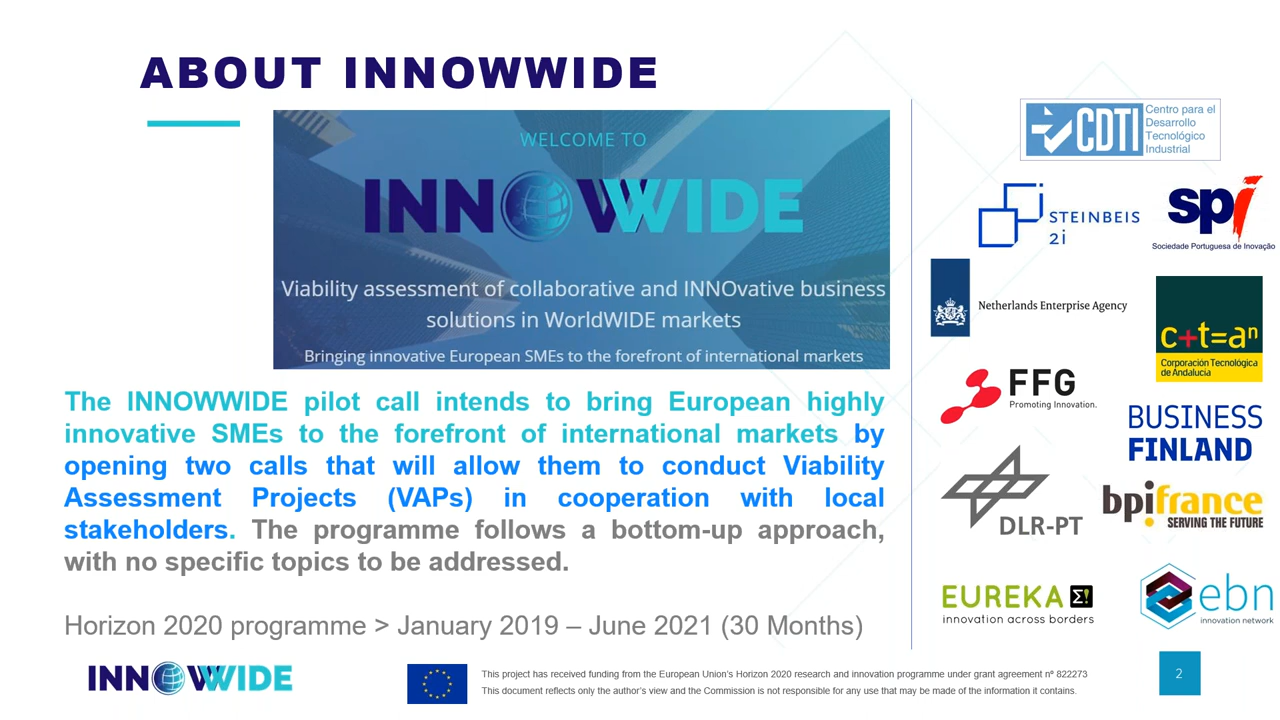 ABOUT INNOWWIDE
WELCOME TO
INNOWWIDE
Viability assessment of collaborative and INNOvative business
solutions in WorldWIDE markets
Bringing innovative European SMEs to the forefront of international markets
The INNOWWIDE pilot call intends to bring European highly
innovative SMEs to the forefront of international markets by
opening two calls that will allow them to conduct Viability
Assessment Projects (VAPs) in cooperation with local
stakeholders. The programme follows a bottom-up approach,
with no specific topics to be addressed.
Horizon 2020 programme > January 2019 – June 2021 (30 Months)
CDTI
Centro para el
Desarrollo
Tecnológico
Industrial
STEINBEIS
2i
spi
Sociedade Portuguesa de Inovação
Netherlands Enterprise Agency
c+t=aⁿ
Corporación Tecnológica
de Andalucía
FFG
Promoting Innovation.
BUSINESS
FINLAND
DLR-PT
bpifrance
SERVING THE FUTURE
EUREKA Σ!
innovation across borders
ebn
innovation network
INNOWWIDE
This project has received funding from the European Union's Horizon 2020 research and innovation programme under grant agreement nº 822273
This document reflects only the author's view and the Commission is not responsible for any use that may be made of the information it contains.
2